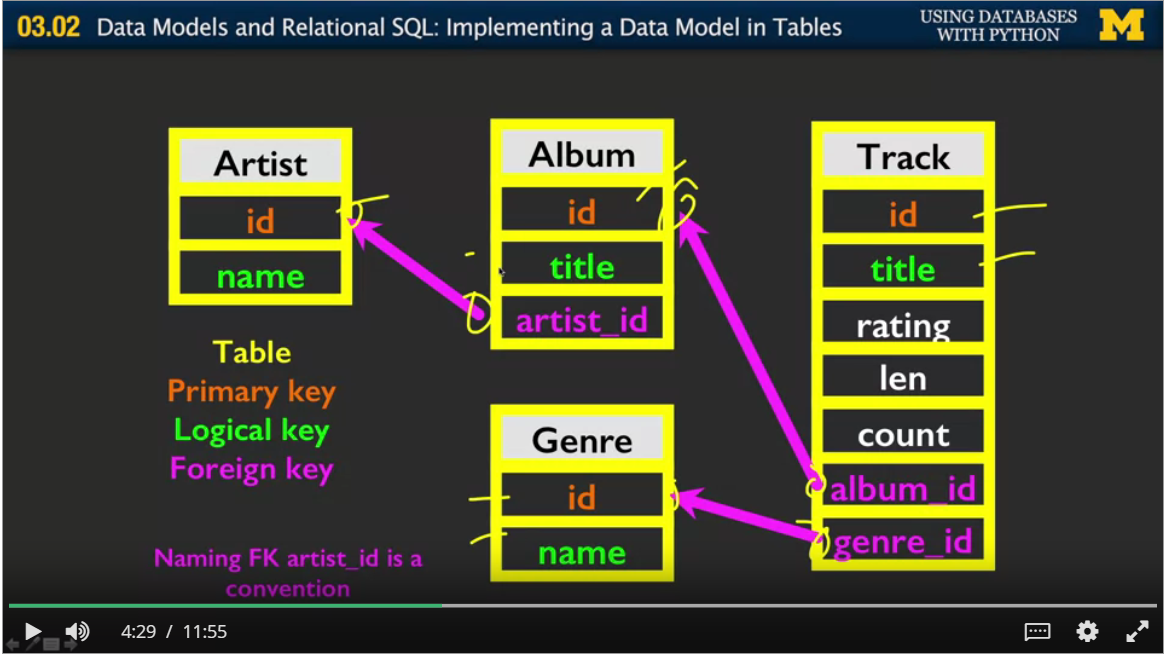 03.02 Data Models and Relational SQL: Implementing a Data Model in Tables
USING DATABASES
WITH PYTHON
M
Artist
id
name
Album
id
title
artist_id
Track
id
title
rating
len
count
album_id
genre_id
Genre
id
name
Table
Primary key
Logical key
Foreign key
Naming FK artist_id is a
convention
4:29 / 11:55